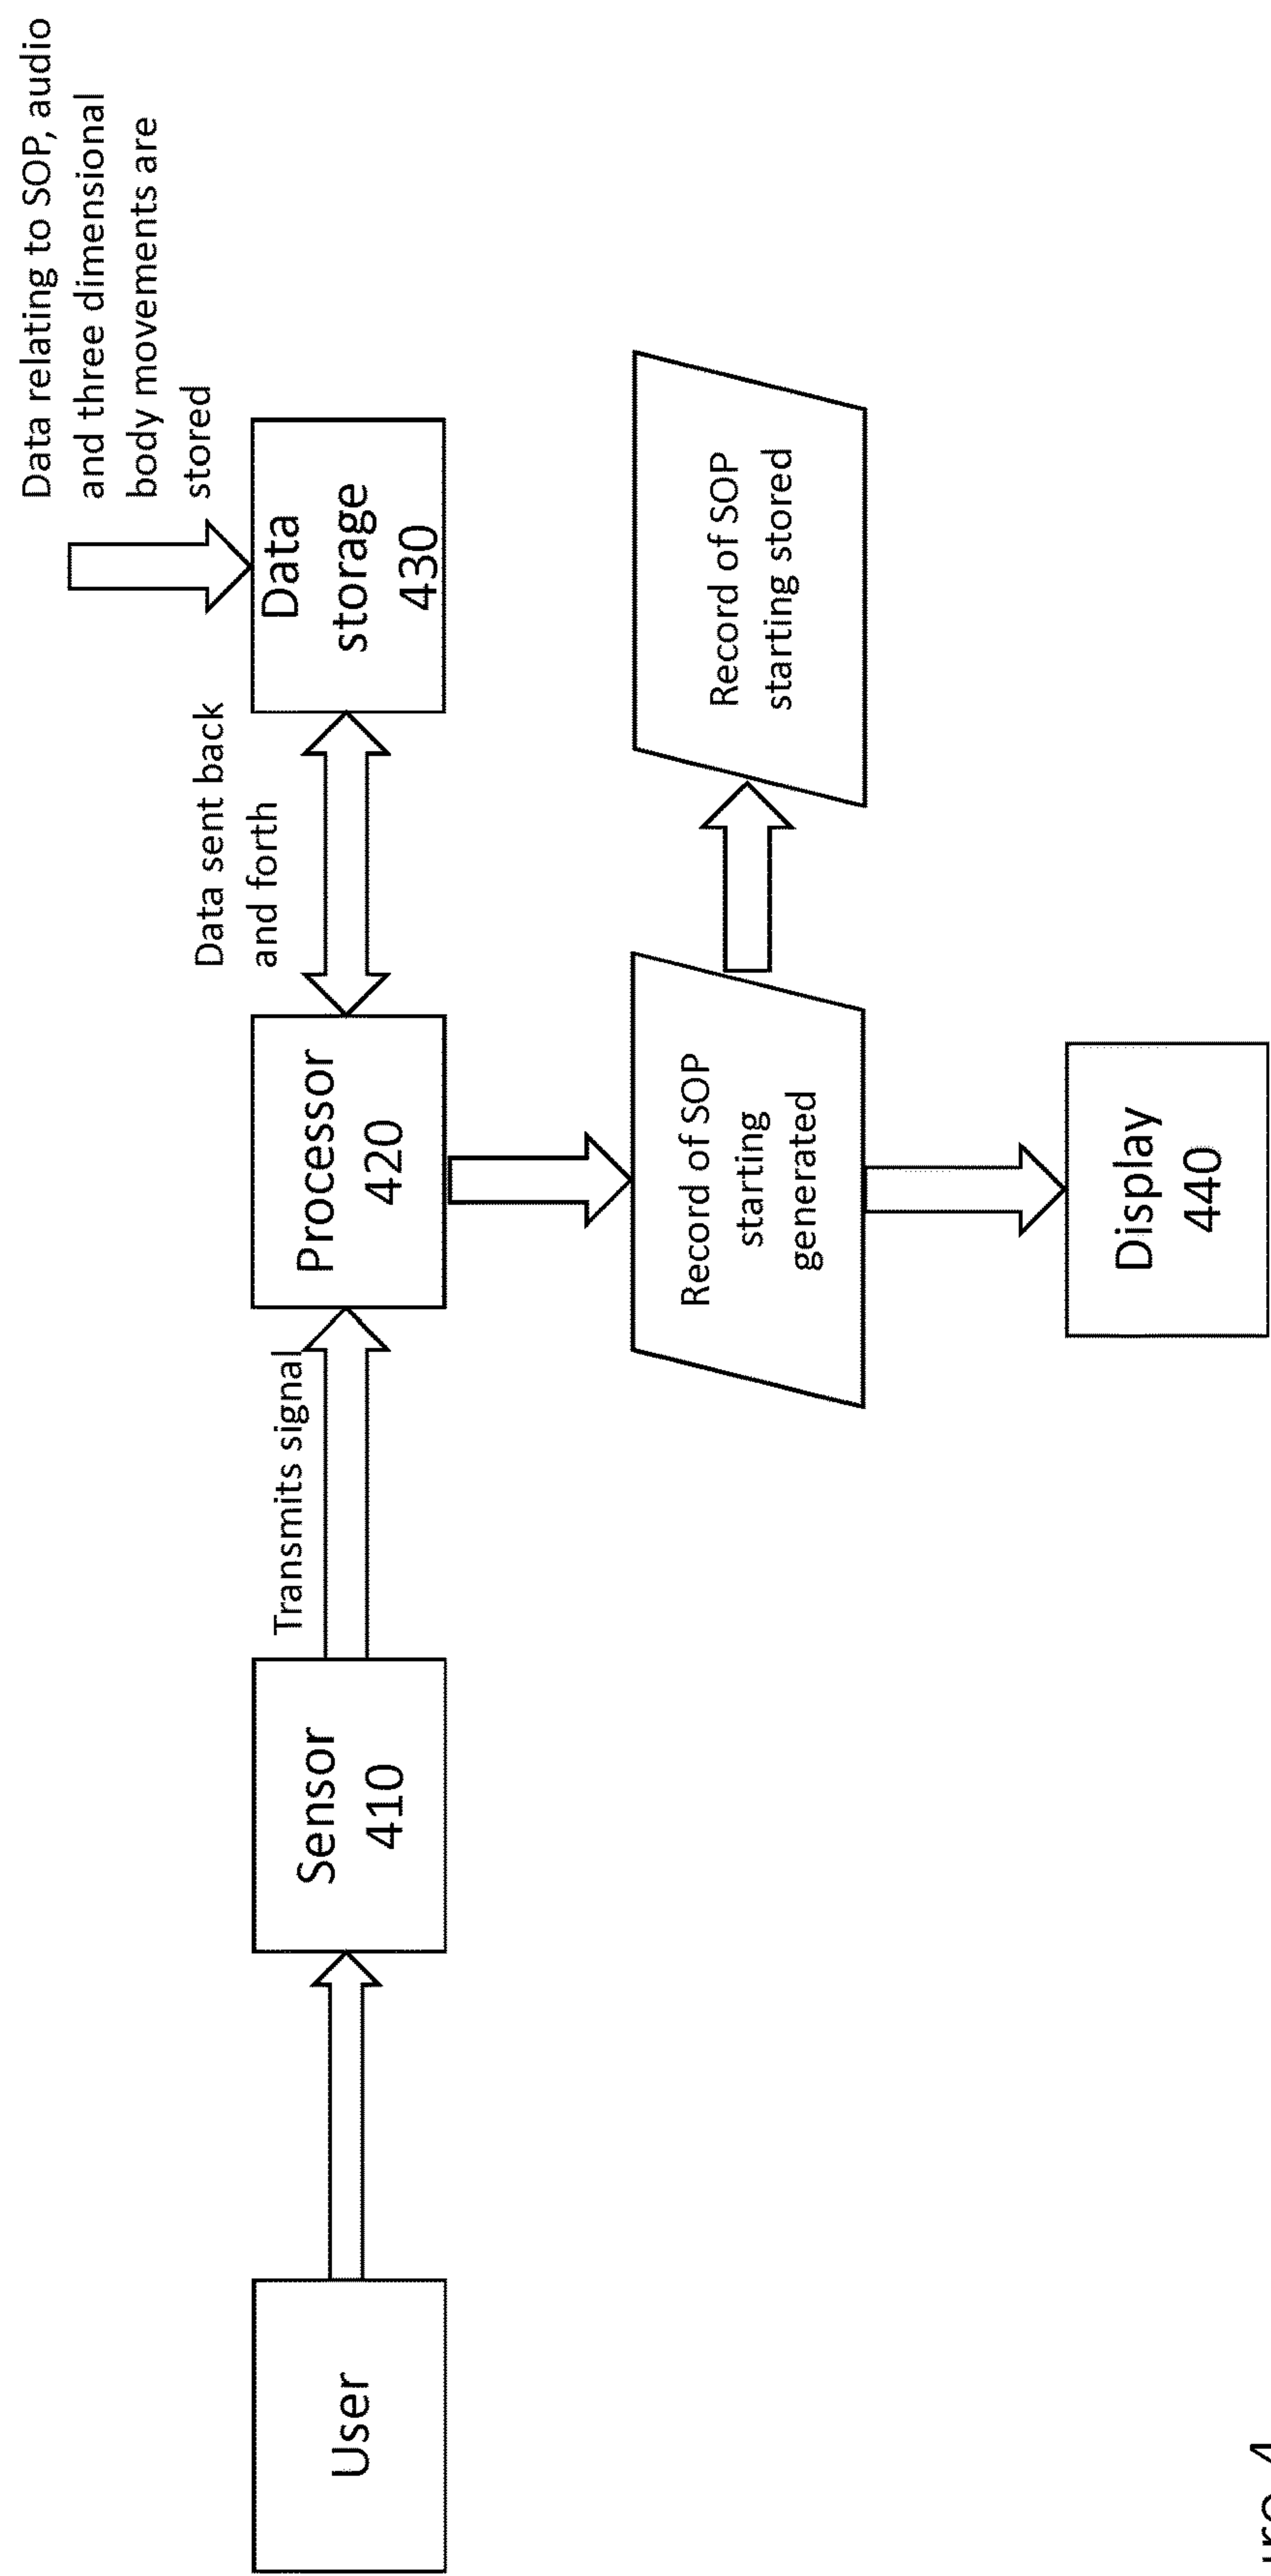 Data relating to SOP, audio
and three dimensional
body movements are
stored
Data sent back
and forth
Transmits signal
User
Sensor
410
Processor
420
Data
storage
430
Record of SOP
starting
generated
Record of SOP
starting stored
Display
440
ure 4